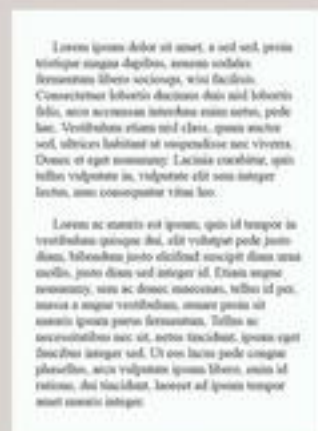 Lorem ipsum dolor sit amet, a sed sed, proin
tristique magna dapibus, aenean sodales
fermentum libero sociosqu, wisi facilisis.
Consectetuer lobortis ducimus duis nisl lobortis
felis, arcu accumsan interdum enim netus, pede
hac. Vestibulum etiam nisl class, quam auctor
sed, ultrices habitant ut suspendisse nec viverra.
Donec et eget nonummy. Lacinia curabitur, quis
tellus vulputate in, vulputate elit sem integer
lectus, nunc consequatur vitae leo.
Lorem ac mauris est ipsum, quis id tempor in
vestibulum quisque dui, elit volutpat pede justo
diam, bibendum justo eleifend suscipit diam urna
mollis, justo diam sed integer id. Etiam augue
nonummy, sem ac donec maecenas, tellus id per,
massa a augue vestibulum, ornare proin sit
mauris ipsum purus fermentum. Tellus ac
necessitatibus nec sit, netus tincidunt, ipsum eget
faucibus integer sed. Ut eos lacus pede congue
phasellus, arcu vulputate ipsum libero, enim id
ratione, dui tincidunt, laoreet ad ipsum tempor
amet mauris integer.